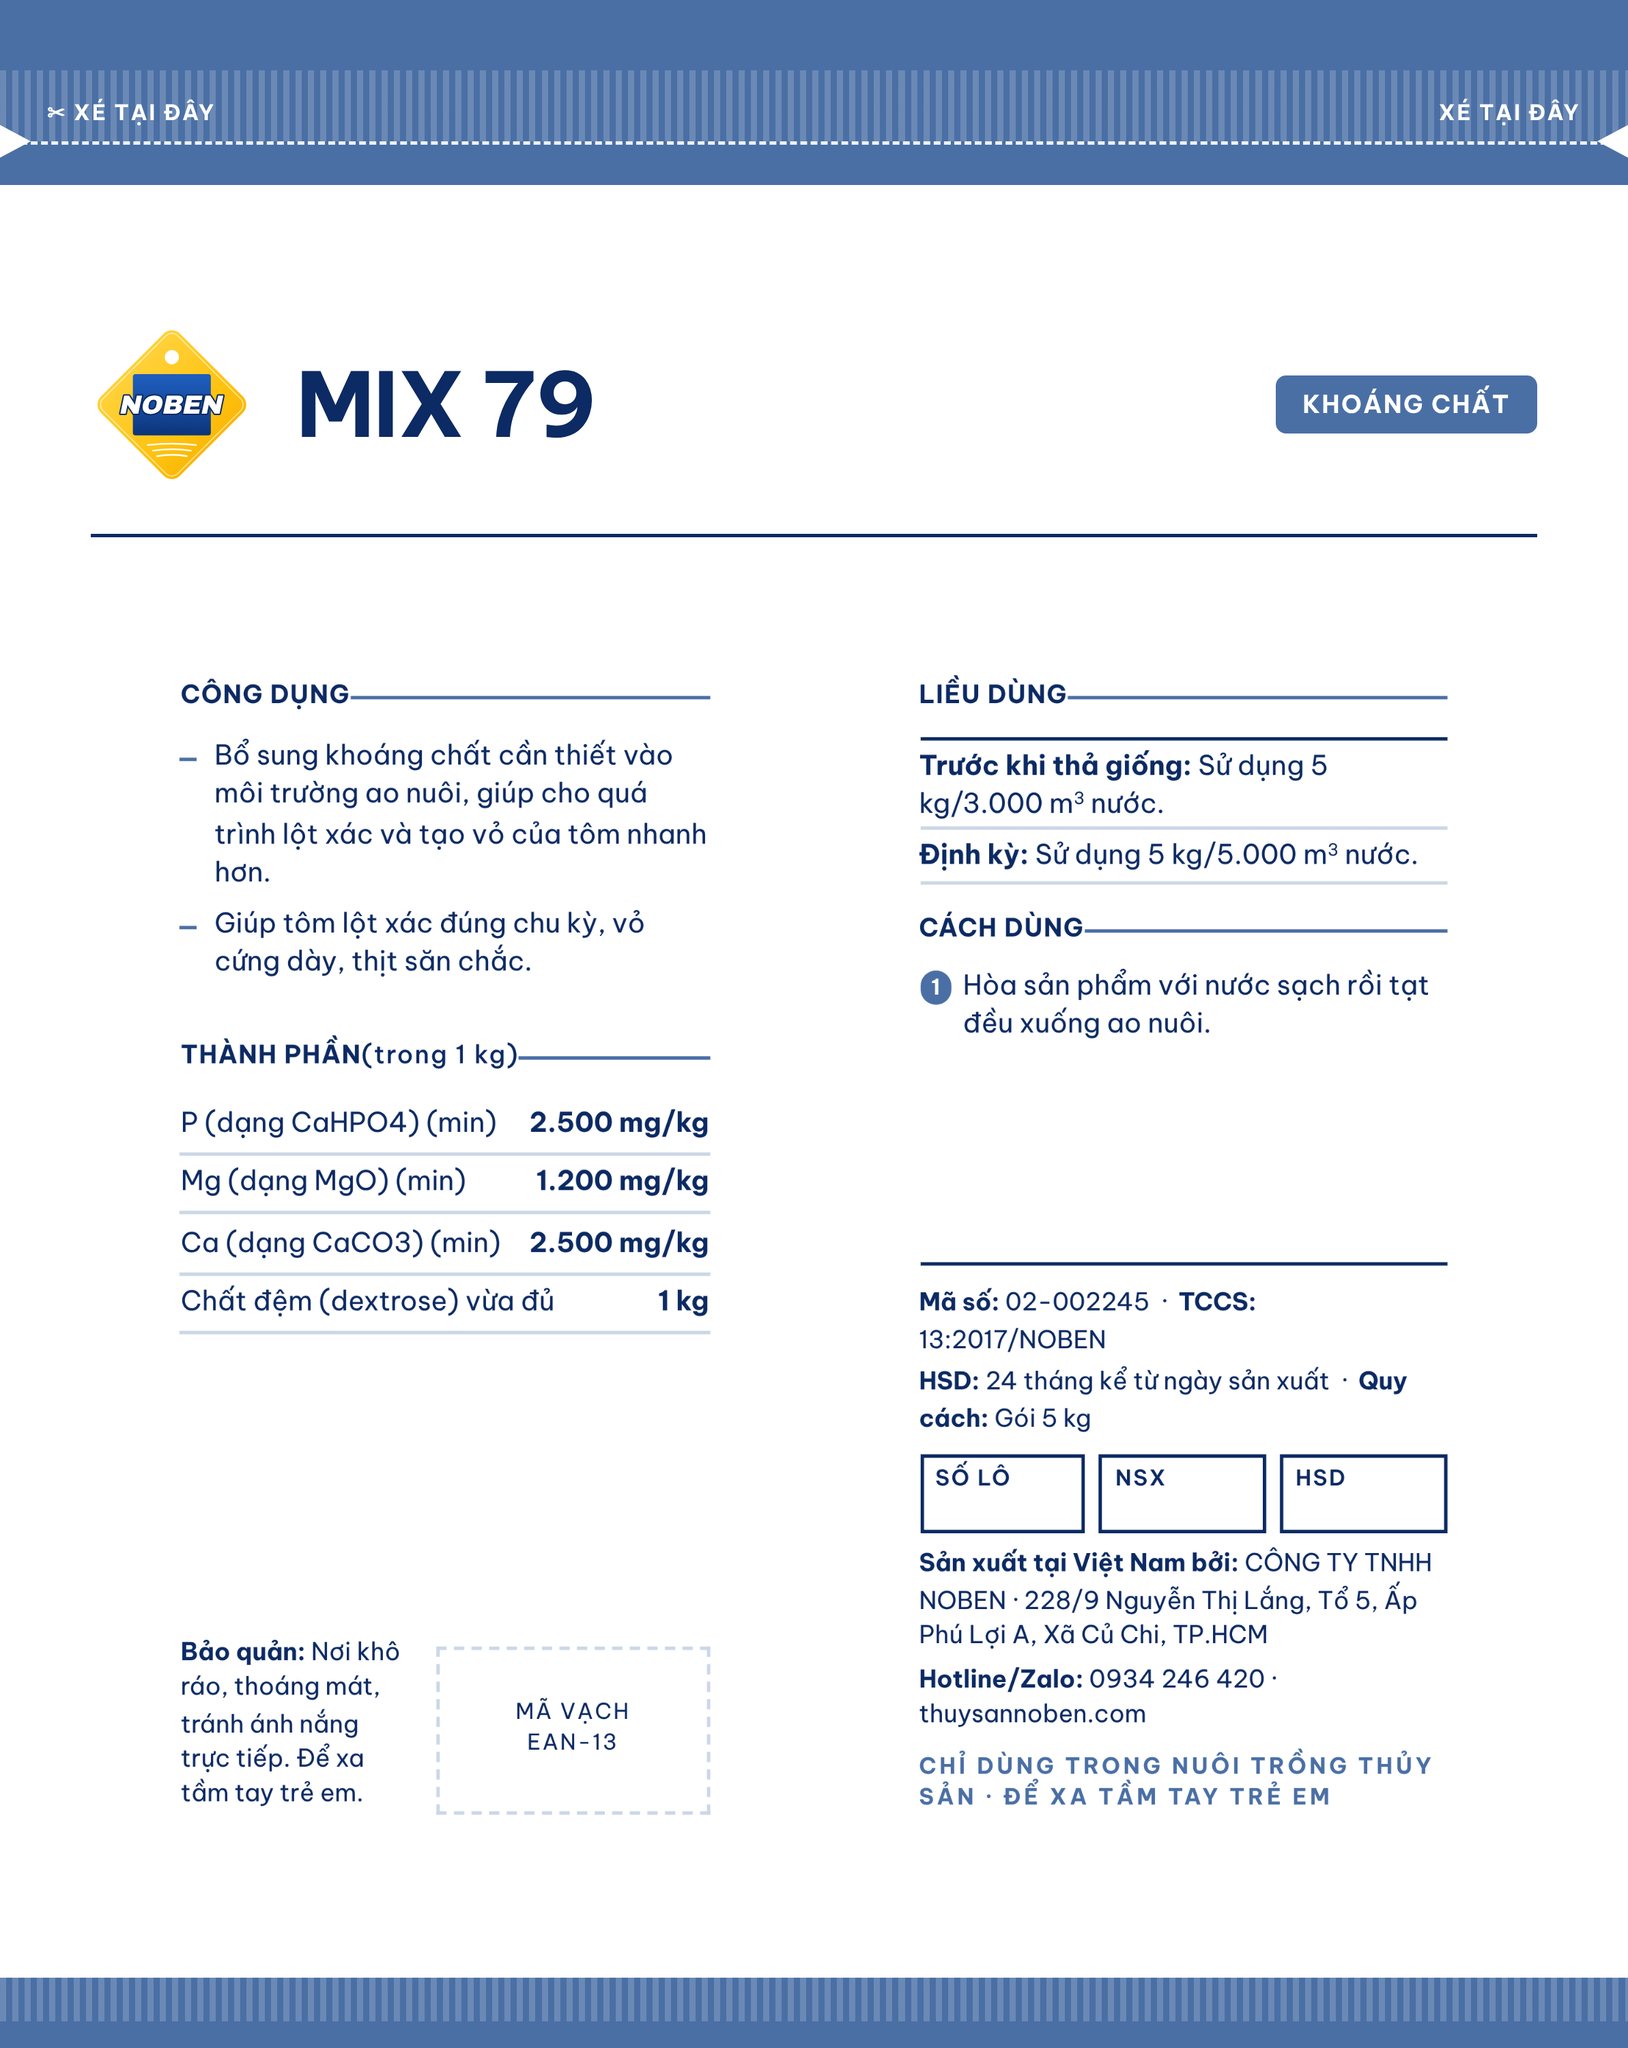 ✂ XÉ TẠI ĐÂY
XÉ TẠI ĐÂY
NOBEN
MIX 79
KHOÁNG CHẤT
CÔNG DỤNG
– Bổ sung khoáng chất cần thiết vào
môi trường ao nuôi, giúp cho quá
trình lột xác và tạo vỏ của tôm nhanh
hơn.
– Giúp tôm lột xác đúng chu kỳ, vỏ
cứng dày, thịt săn chắc.
THÀNH PHẦN(trong 1 kg)
P (dạng CaHPO4) (min) 2.500 mg/kg
Mg (dạng MgO) (min) 1.200 mg/kg
Ca (dạng CaCO3) (min) 2.500 mg/kg
Chất đệm (dextrose) vừa đủ 1 kg
Bảo quản: Nơi khô
ráo, thoáng mát,
tránh ánh nắng
trực tiếp. Để xa
tầm tay trẻ em.
MÃ VẠCH
EAN-13
LIỀU DÙNG
Trước khi thả giống: Sử dụng 5
kg/3.000 m³ nước.
Định kỳ: Sử dụng 5 kg/5.000 m³ nước.
CÁCH DÙNG
1 Hòa sản phẩm với nước sạch rồi tạt
đều xuống ao nuôi.
Mã số: 02-002245 · TCCS:
13:2017/NOBEN
HSD: 24 tháng kể từ ngày sản xuất · Quy
cách: Gói 5 kg
SỐ LÔ
NSX
HSD
Sản xuất tại Việt Nam bởi: CÔNG TY TNHH
NOBEN · 228/9 Nguyễn Thị Lắng, Tổ 5, Ấp
Phú Lợi A, Xã Củ Chi, TP.HCM
Hotline/Zalo: 0934 246 420 ·
thuysannoben.com
CHỈ DÙNG TRONG NUÔI TRỒNG THỦY
SẢN · ĐỂ XA TẦM TAY TRẺ EM